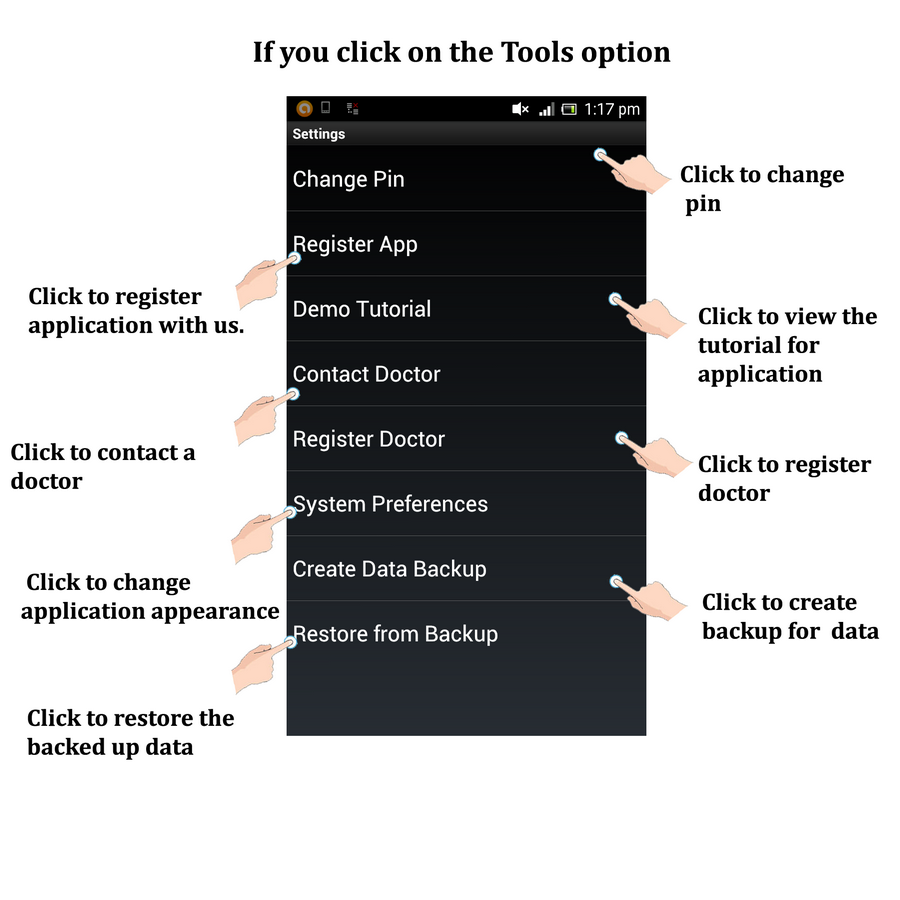 If you click on the Tools option
1:17 pm
Settings
Change Pin
Click to change
pin
Register App
Click to register
application with us.
Demo Tutorial
Click to view the
tutorial for
application
Contact Doctor
Click to contact a
doctor
Register Doctor
Click to register
doctor
System Preferences
Click to change
application appearance
Create Data Backup
Click to create
backup for data
Restore from Backup
Click to restore the
backed up data